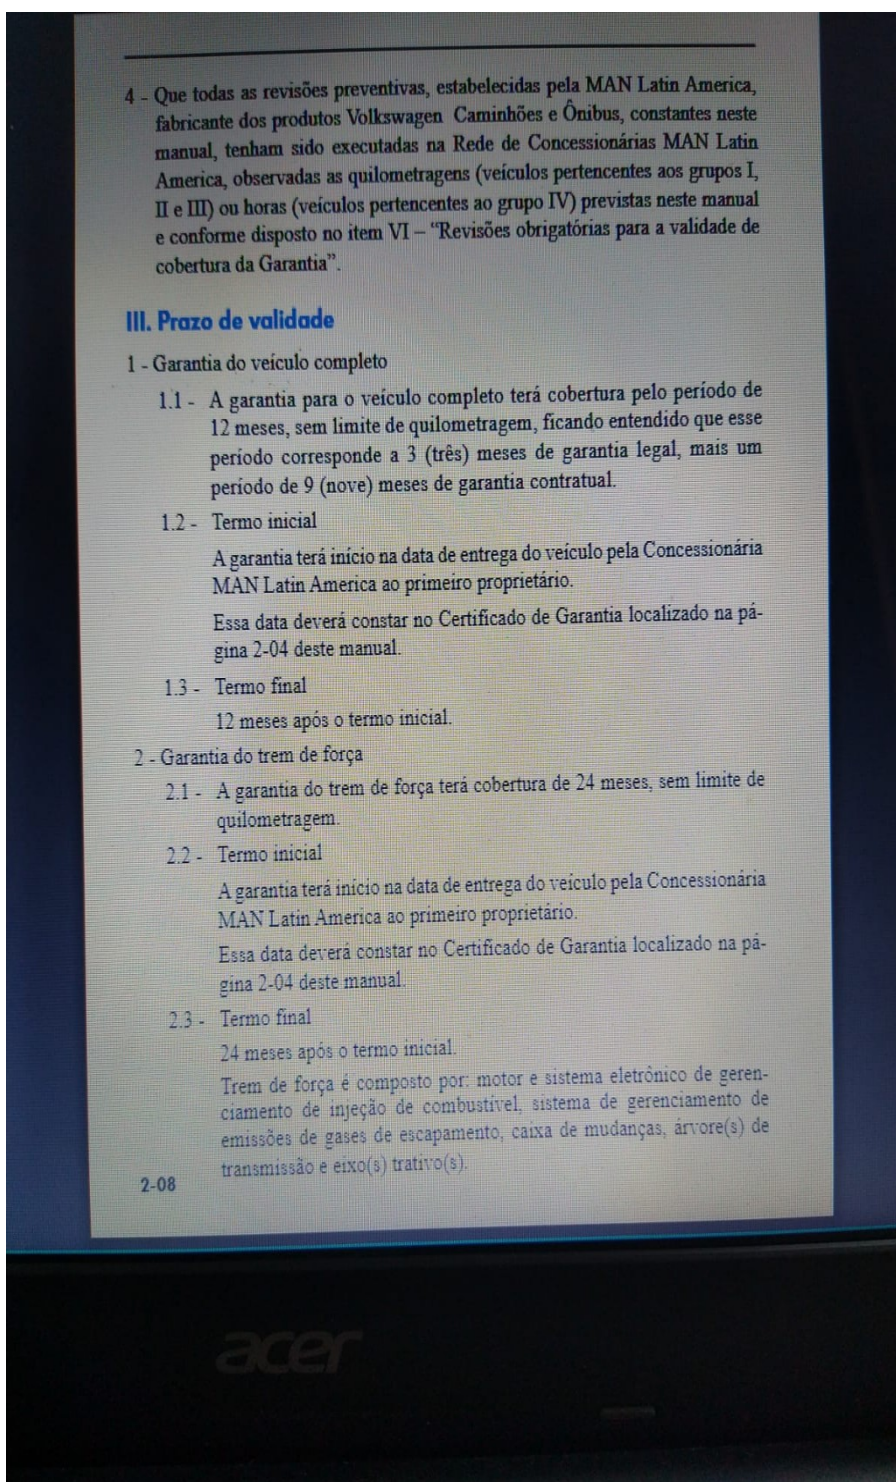 4 - Que todas as revisões preventivas, estabelecidas pela MAN Latin America,
fabricante dos produtos Volkswagen Caminhões e Ônibus, constantes neste
manual, tenham sido executadas na Rede de Concessionárias MAN Latin
America, observadas as quilometragens (veículos pertencentes aos grupos I,
II e III) ou horas (veículos pertencentes ao grupo IV) previstas neste manual
e conforme disposto no item VI – “Revisões obrigatórias para a validade de
cobertura da Garantia”.
III. Prazo de validade
1 - Garantia do veículo completo
1.1 - A garantia para o veículo completo terá cobertura pelo período de
12 meses, sem limite de quilometragem, ficando entendido que esse
período corresponde a 3 (três) meses de garantia legal, mais um
período de 9 (nove) meses de garantia contratual.
1.2 - Termo inicial
A garantia terá início na data de entrega do veículo pela Concessionária
MAN Latin America ao primeiro proprietário.
Essa data deverá constar no Certificado de Garantia localizado na pá-
gina 2-04 deste manual.
1.3 - Termo final
12 meses após o termo inicial.
2 - Garantia do trem de força
2.1 - A garantia do trem de força terá cobertura de 24 meses, sem limite de
quilometragem.
2.2 - Termo inicial
A garantia terá início na data de entrega do veículo pela Concessionária
MAN Latin America ao primeiro proprietário.
Essa data deverá constar no Certificado de Garantia localizado na pá-
gina 2-04 deste manual.
2.3 - Termo final
24 meses após o termo inicial.
Trem de força é composto por: motor e sistema eletrônico de geren-
ciamento de injeção de combustível, sistema de gerenciamento de
emissões de gases de escapamento, caixa de mudanças, árvore(s) de
transmissão e eixo(s) trativo(s).
2-08
acer